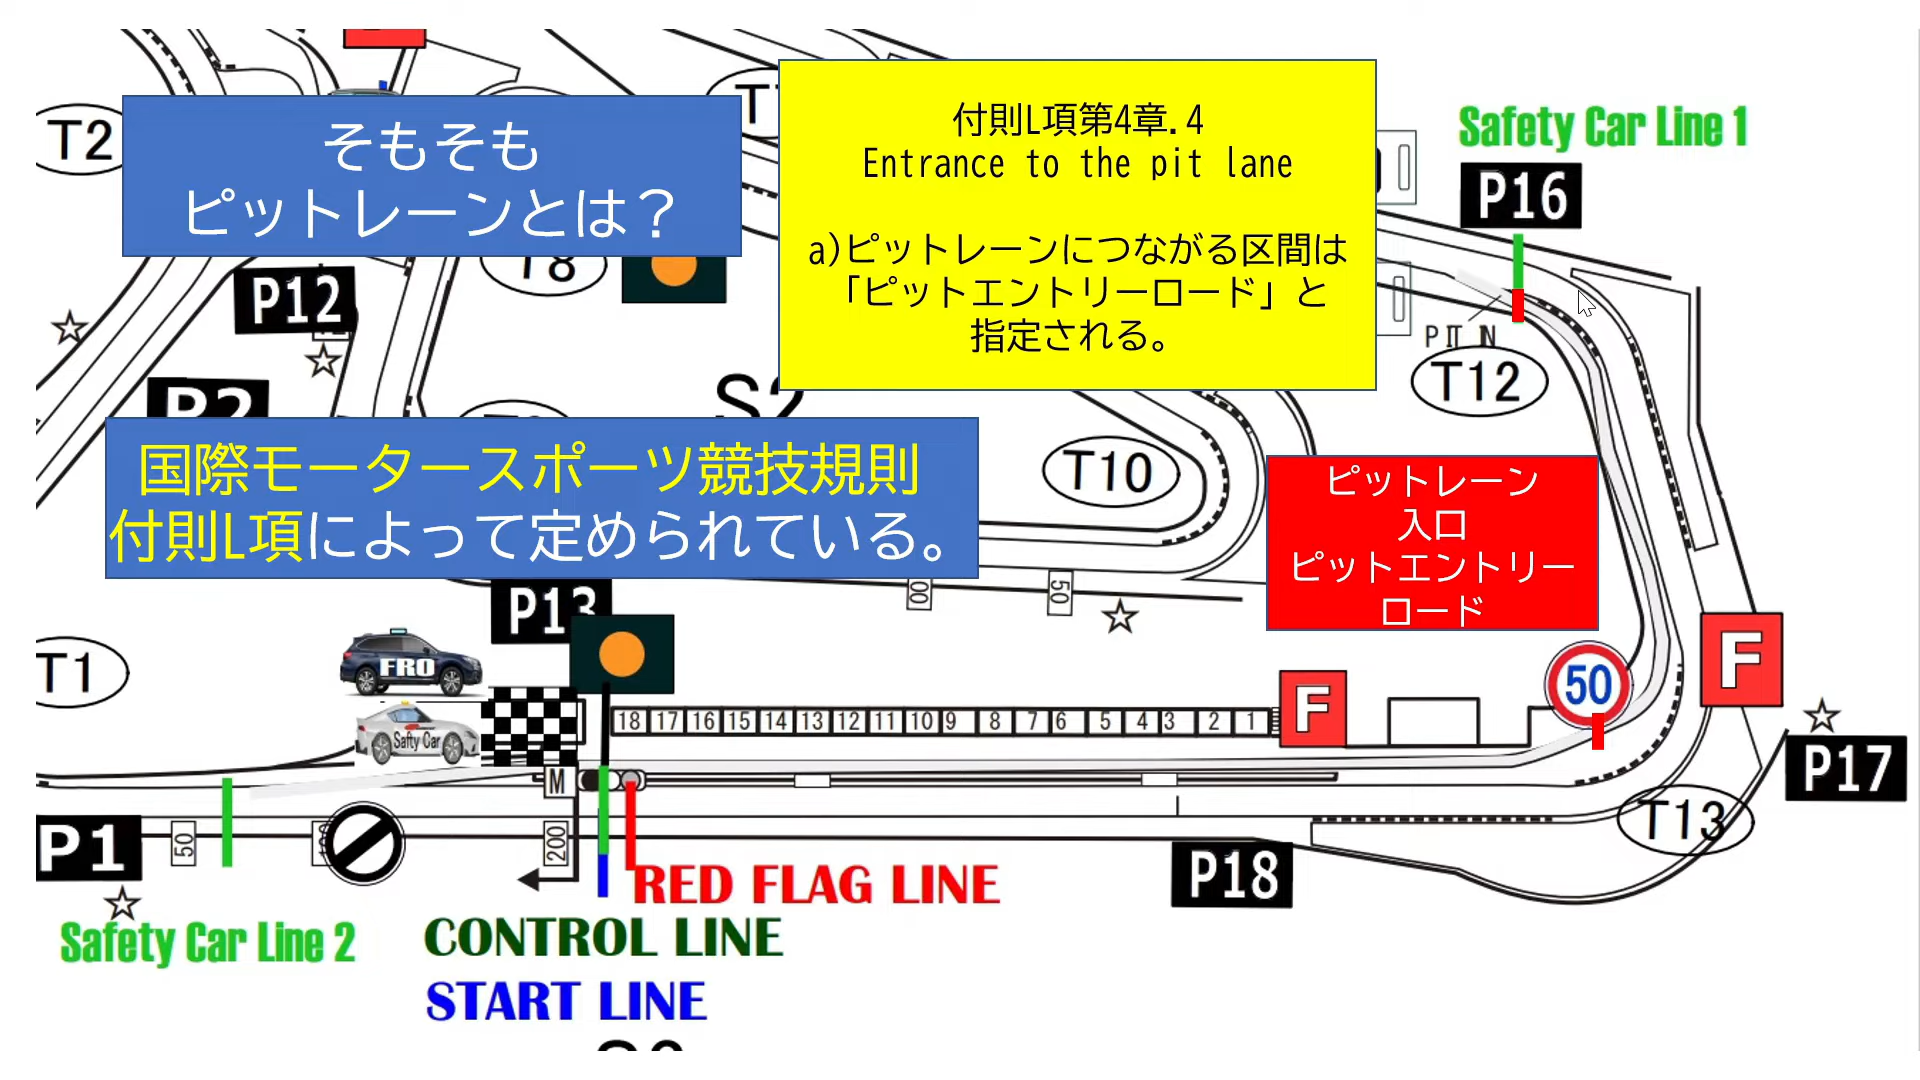 そもそも
ピットレーンとは？
付則L項第4章.4
Entrance to the pit lane
a)ピットレーンにつながる区間は
「ピットエントリーロード」と
指定される。
Safety Car Line 1
P16
T2
T8
P12
PIT IN
T12
P2
S2
国際モータースポーツ競技規則
付則L項によって定められている。
T10
ピットレーン
入口
ピットエントリー
ロード
50
P13
T1
FRO
Safty Car
18 17 16 15 14 13 12 11 10 9 8 7 6 5 4 3 2 1
F
50
F
P17
M
T13
P1
50
200
P18
RED FLAG LINE
CONTROL LINE
START LINE
Safety Car Line 2